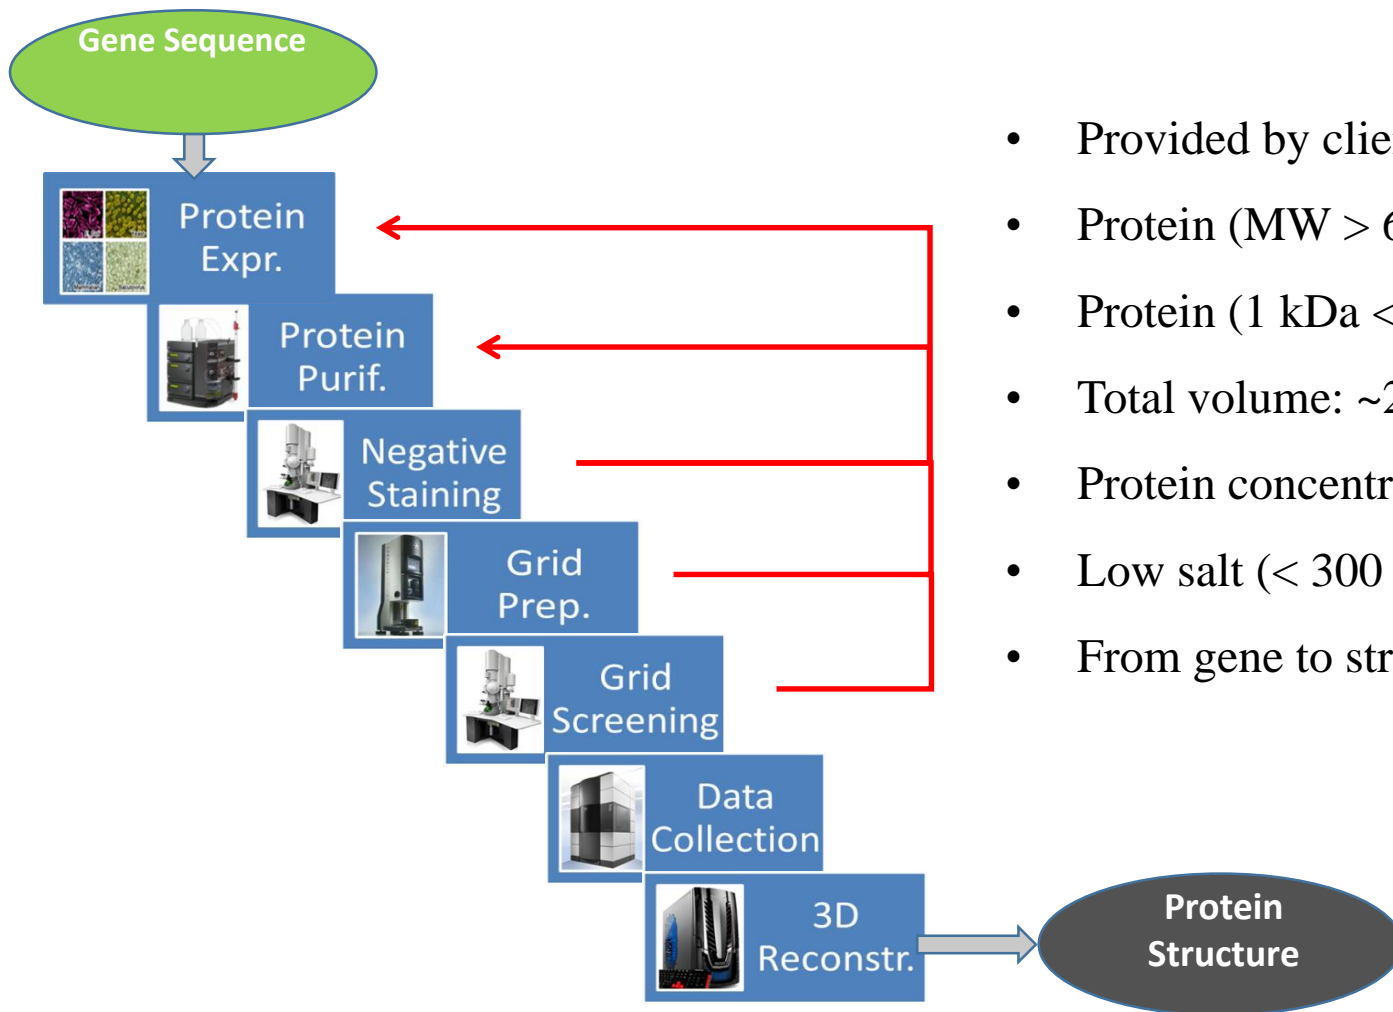 Gene Sequence
Protein
Expr.
Protein
Purif.
Negative
Staining
Grid
Prep.
Grid
Screening
Data
Collection
3D
Reconstr.
Protein
Structure
• Provided by clie
• Protein (MW >
• Protein (1 kDa <
• Total volume: ~2
• Protein concentr
• Low salt (< 300
• From gene to str